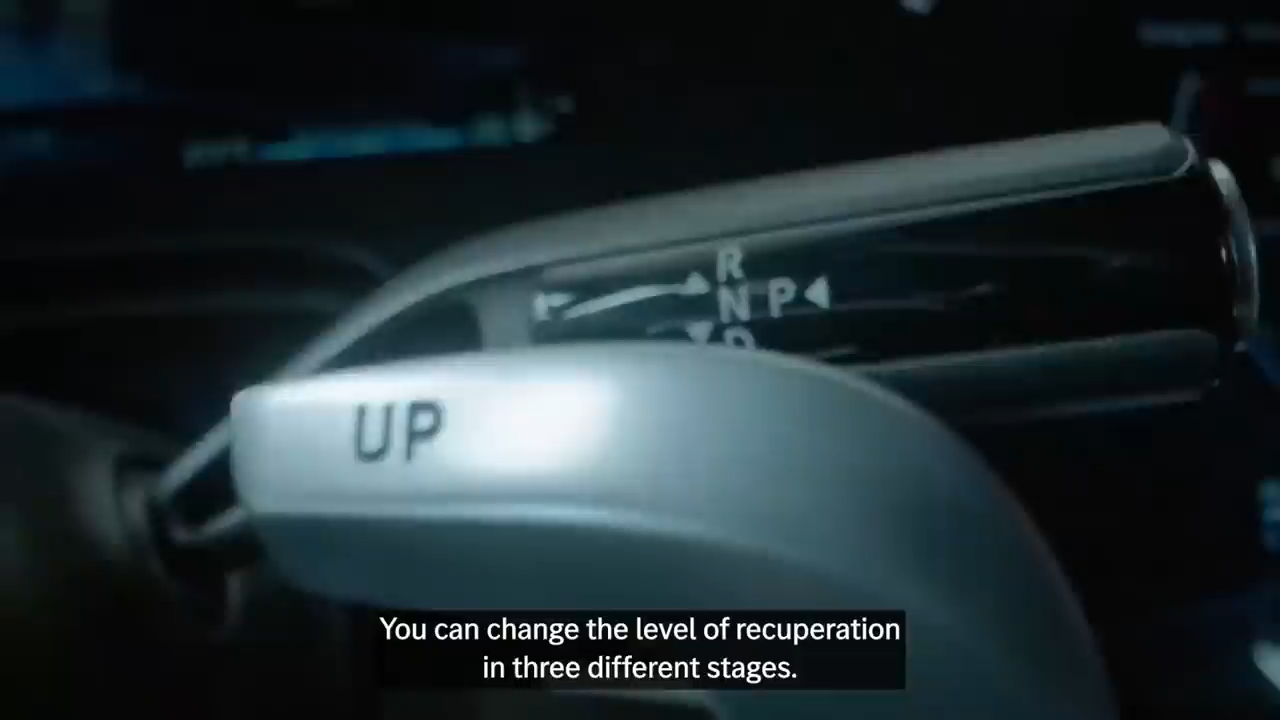 R
N P
D
UP
You can change the level of recuperation
in three different stages.